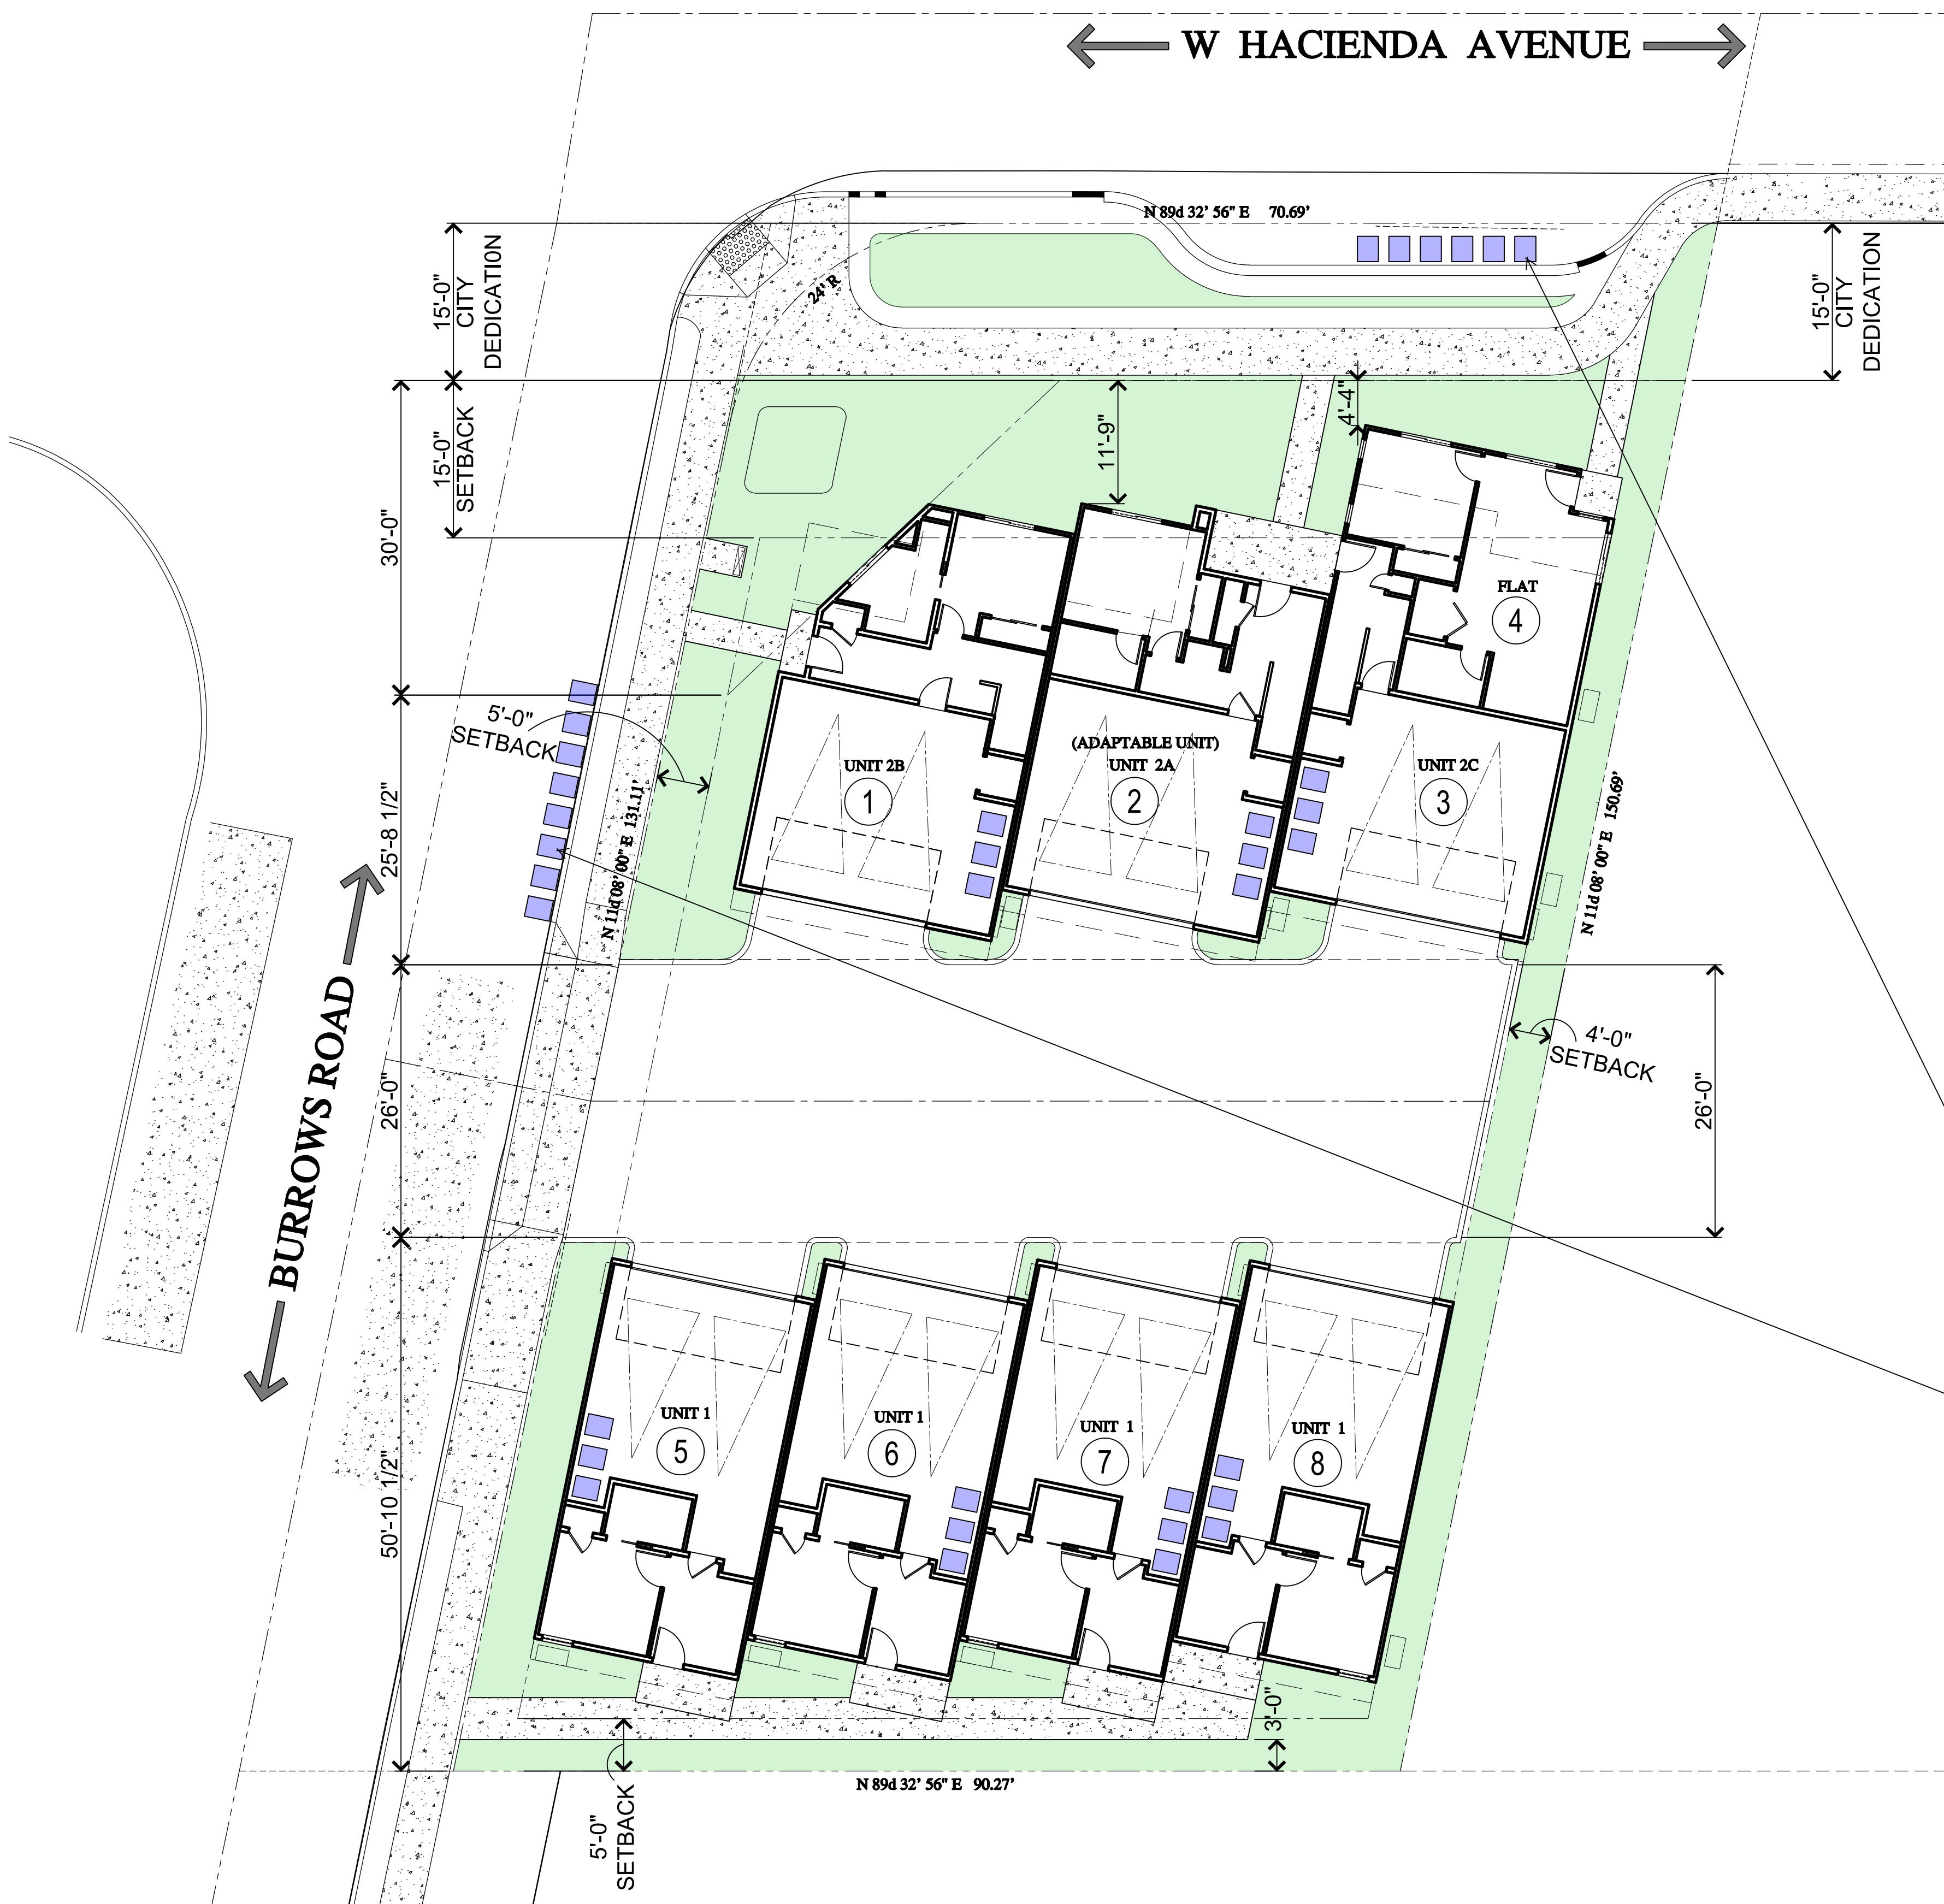 W HACIENDA AVENUE
N 89d 32' 56" E 70.69'
15'-0"
CITY
DEDICATION
24' R
15'-0"
CITY
DEDICATION
15'-0"
SETBACK
11'-9"
4'-4"
30'-0"
FLAT
4
5'-0"
SETBACK
(ADAPTABLE UNIT)
UNIT 2B
1
UNIT 2A
2
UNIT 2C
3
25'-8 1/2"
N 11d 08' 00" E 131.11'
N 11d 08' 00" E 150.69'
BURROWS ROAD
4'-0"
SETBACK
26'-0"
26'-0"
UNIT 1
5
UNIT 1
6
UNIT 1
7
UNIT 1
8
50'-10 1/2"
3'-0"
N 89d 32' 56" E 90.27'
5'-0"
SETBACK